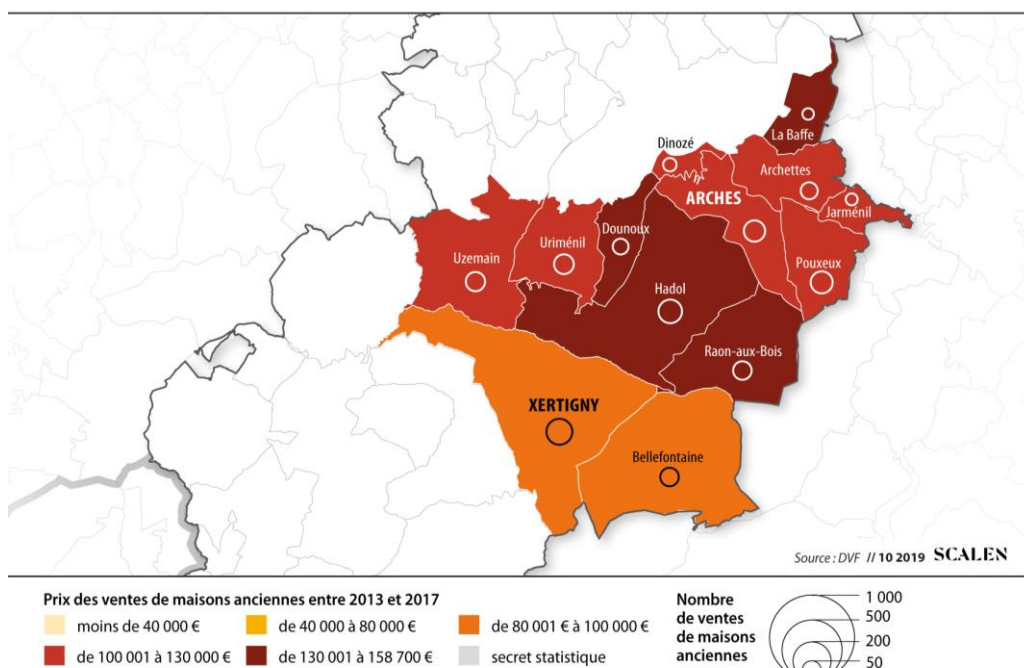 La Baffe
Dinozé
Archettes
ARCHES
Jarménil
Dounoux
Uriménil
Uzemain
Pouxeux
Hadol
Raon-aux-Bois
XERTIGNY
Bellefontaine
Source : DVF // 10 2019 SCALEN
Prix des ventes de maisons anciennes entre 2013 et 2017
moins de 40 000 € de 40 000 à 80 000 € de 80 001 € à 100 000 €
de 100 001 à 130 000 € de 130 001 à 158 700 € secret statistique
Nombre
de ventes
de maisons
anciennes
1 000
500
200
50